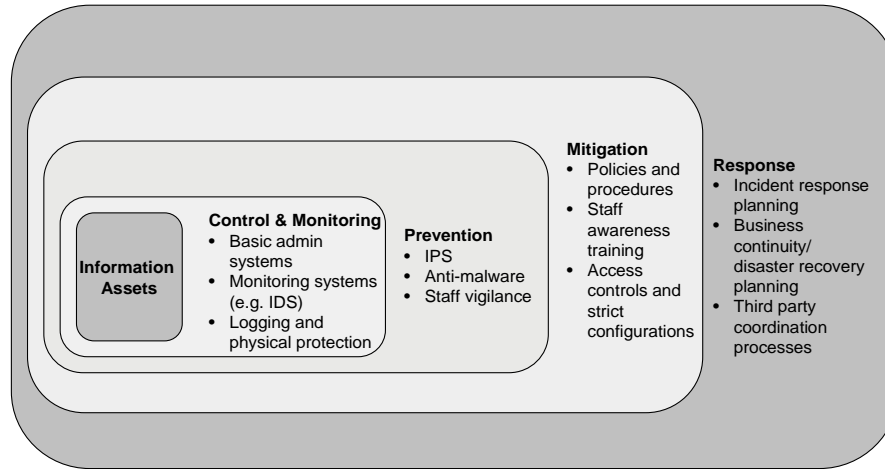 Information
Assets
Control & Monitoring
• Basic admin
systems
• Monitoring systems
(e.g. IDS)
• Logging and
physical protection
Prevention
• IPS
• Anti-malware
• Staff vigilance
Mitigation
• Policies and
procedures
• Staff
awareness
training
• Access
controls and
strict
configurations
Response
• Incident response
planning
• Business
continuity/
disaster recovery
planning
• Third party
coordination
processes